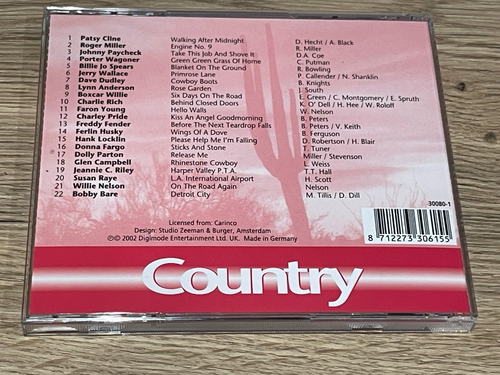 1 Patsy Cline Walking After Midnight D. Hecht / A. Black
2 Roger Miller Engine No. 9 R. Miller
3 Johnny Paycheck Take This Job And Shove It D.A. Coe
4 Porter Wagoner Green Green Grass Of Home C. Putman
5 Billie Jo Spears Blanket On The Ground R. Bowling
6 Jerry Wallace Primrose Lane P. Callender / N. Shanklin
7 Dave Dudley Cowboy Boots B. Knights
8 Lynn Anderson Rose Garden J. South
9 Boxcar Willie Six Days On The Road E. Green / C. Montgomery / E. Spruth
10 Charlie Rich Behind Closed Doors K. O' Dell / H. Hee / W. Roloff
11 Faron Young Hello Walls W. Nelson
12 Charley Pride Kiss An Angel Goodmorning B. Peters
13 Freddy Fender Before The Next Teardrop Falls B. Peters / V. Keith
14 Ferlin Husky Wings Of A Dove B. Ferguson
15 Hank Locklin Please Help Me I'm Falling D. Robertson / H. Blair
16 Donna Fargo Sticks And Stone T. Tuner
17 Dolly Parton Release Me Miller / Stevenson
18 Glen Campbell Rhinestone Cowboy L. Weiss
19 Jeannie C. Riley Harper Valley P.T.A. T.T. Hall
20 Susan Raye L.A. International Airport H. Scott
21 Willie Nelson On The Road Again Nelson
22 Bobby Bare Detroit City M. Tillis / D. Dill
30080-1
Licensed from: Carinco
Design: Studio Zeeman & Burger, Amsterdam
℗© 2002 Digimode Entertainment Ltd. UK. Made in Germany
8 712273 306155
Country